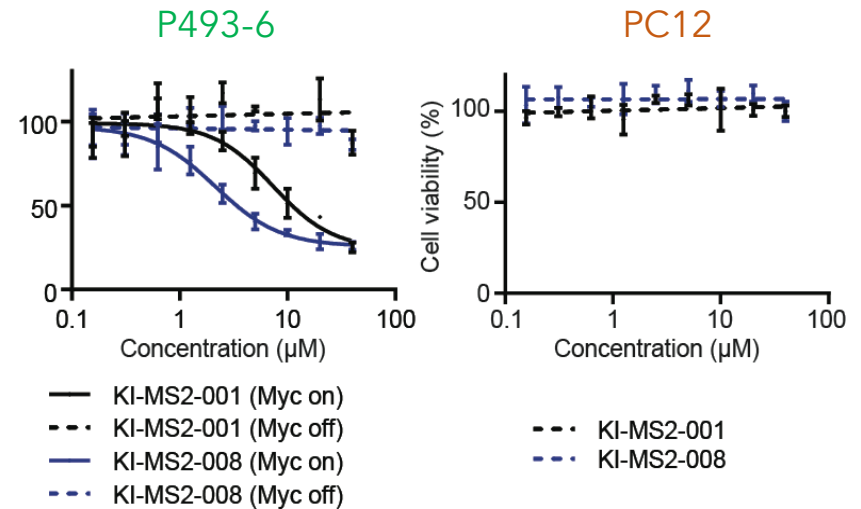 P493-6
100
50
0
0.1 1 10 100
Concentration (µM)
KI-MS2-001 (Myc on)
KI-MS2-001 (Myc off)
KI-MS2-008 (Myc on)
KI-MS2-008 (Myc off)
PC12
Cell viability (%)
100
50
0
0.1 1 10 100
Concentration (µM)
KI-MS2-001
KI-MS2-008